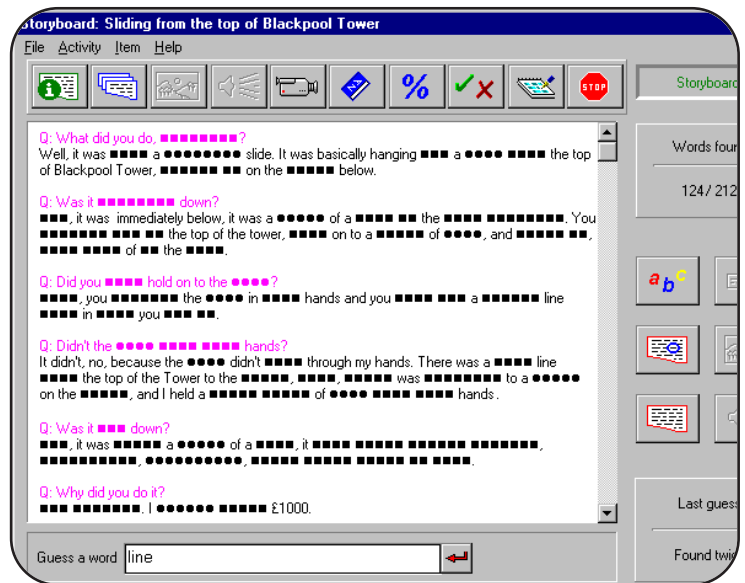 Storyboard: Sliding from the top of Blackpool Tower
File Activity Item Help
%
STOP
Storyboard
Q: What did you do, ■■■■■■■■?
Well, it was ■■■■ a ●●●●●●●● slide. It was basically hanging ■■■ a ●●●● ■■■■ the top
of Blackpool Tower, ■■■■■■ ■■ on the ■■■■■ below.
Words foun
124/ 212
Q: Was it ■■■■■■■■■ down?
■■■, it was immediately below, it was a ●●●●● of a ■■■■ ■■ the ■■■■ ■■■■■■■■. You
■■■■■■■ ■■■ ■■ the top of the tower, ■■■■ on to a ■■■■■ of ●●●●, and ■■■■■ ■■,
■■■■ ■■■■ of ■■ the ■■■■.
a b c
Q: Did you ■■■■ hold on to the ●●●●?
■■■■, you ■■■■■■■ the ●●●● in ■■■■ hands and you ■■■■ ■■■ a ■■■■■■ line
■■■■ in ■■■■ you ■■■ ■■.
Q: Didn't the ●●●● ■■■■ ■■■■ hands?
It didn't, no, because the ●●●● didn't ■■■■ through my hands. There was a ■■■■ line
■■■■ the top of the Tower to the ■■■■■, ■■■■, ■■■■■ was ■■■■■■■■ to a ●●●●●
on the ■■■■■, and I held a ■■■■■ ■■■■■ of ●●●● ■■■■ ■■■■ hands.
Q: Was it ■■■ down?
■■■, it was ■■■■■ a ●●●●● of a ■■■■, it ■■■■ ■■■■■ ■■■■■■ ■■■■■■■,
■■■■■■■■■■, ●●●●●●●●●●, ■■■■■ ■■■■■ ■■■■■ ■■ ■■■■.
Q: Why did you do it?
■■■ ■■■■■■■. I ●●●●●● ■■■■■ £1000.
Last guess
Guess a word line
Found twic